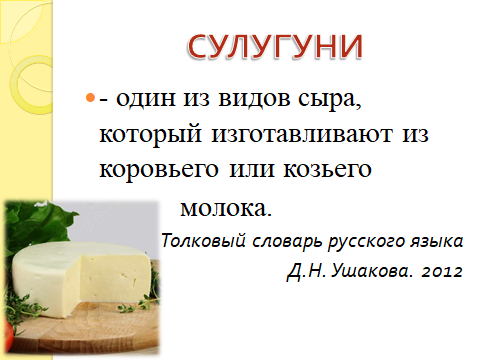 СУЛУГУНИ
- один из видов сыра,
который изготавливают из
коровьего или козьего
молока.
Толковый словарь русского языка
Д.Н. Ушакова. 2012